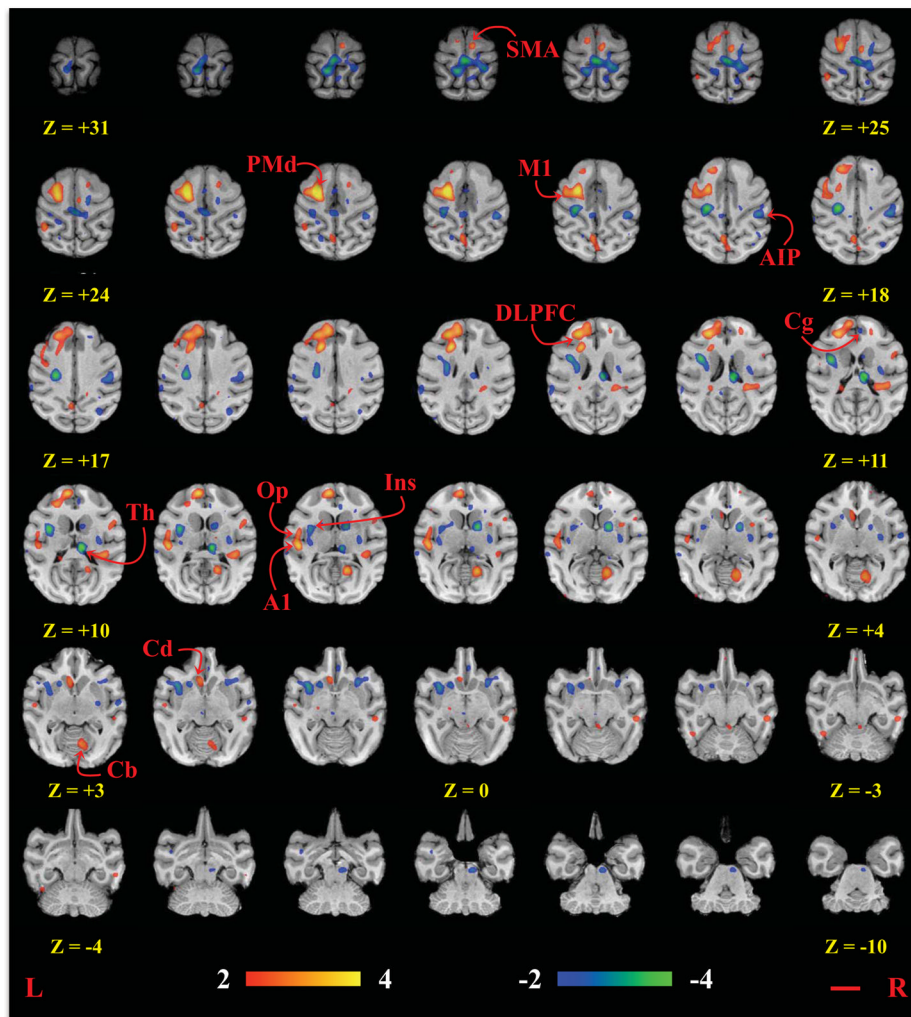 SMA
Z = +31
Z = +25
PMd
M1
AIP
Z = +24
Z = +18
DLPFC
Cg
Z = +17
Z = +11
Op
Ins
Th
A1
Z = +10
Z = +4
Cd
Cb
Z = +3
Z = 0
Z = -3
Z = -4
Z = -10
L
2
4
-2
-4
R